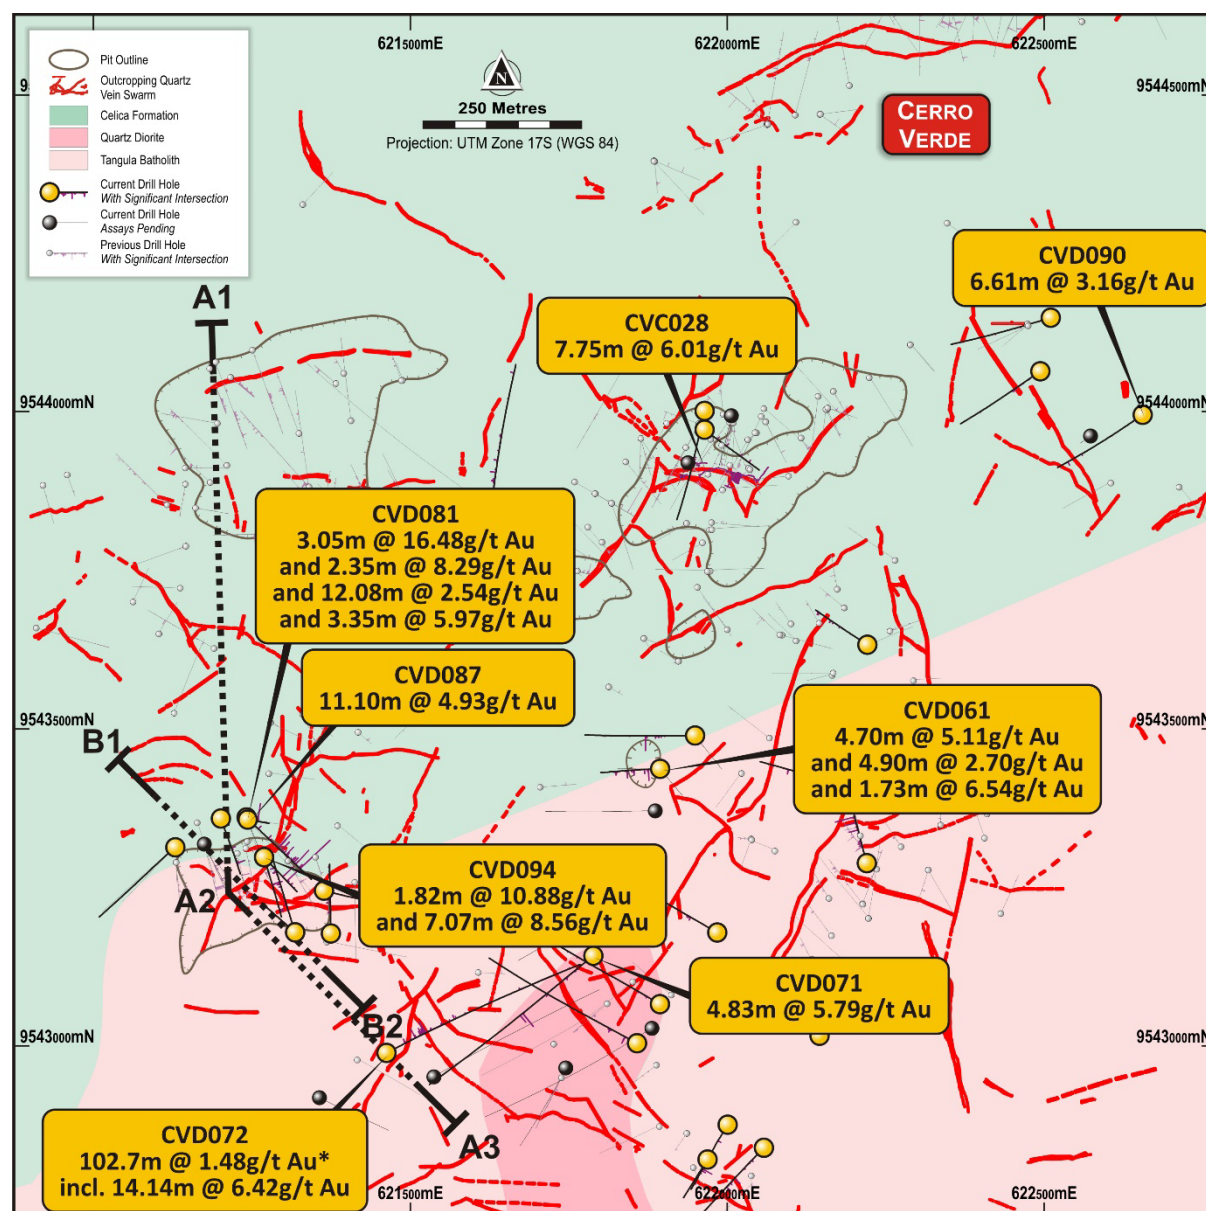 621500mE
622000mE
622500mE
Pit Outline
Outcropping Quartz
Vein Swarm
Celica Formation
Quartz Diorite
Tangula Batholith
Current Drill Hole
With Significant Intersection
Current Drill Hole
Assays Pending
Previous Drill Hole
With Significant Intersection
N
250 Metres
Projection: UTM Zone 17S (WGS 84)
CERRO
VERDE
95
9544500mN
CVD090
6.61m @ 3.16g/t Au
A1
CVC028
7.75m @ 6.01g/t Au
9544000mN
9544000mN
CVD081
3.05m @ 16.48g/t Au
and 2.35m @ 8.29g/t Au
and 12.08m @ 2.54g/t Au
and 3.35m @ 5.97g/t Au
CVD087
11.10m @ 4.93g/t Au
CVD061
4.70m @ 5.11g/t Au
and 4.90m @ 2.70g/t Au
and 1.73m @ 6.54g/t Au
9543500mN
9543500mN
B1
A2
CVD094
1.82m @ 10.88g/t Au
and 7.07m @ 8.56g/t Au
CVD071
4.83m @ 5.79g/t Au
B2
9543000mN
9543000mN
A3
CVD072
102.7m @ 1.48g/t Au*
incl. 14.14m @ 6.42g/t Au
621500mE
622000mE
622500mE